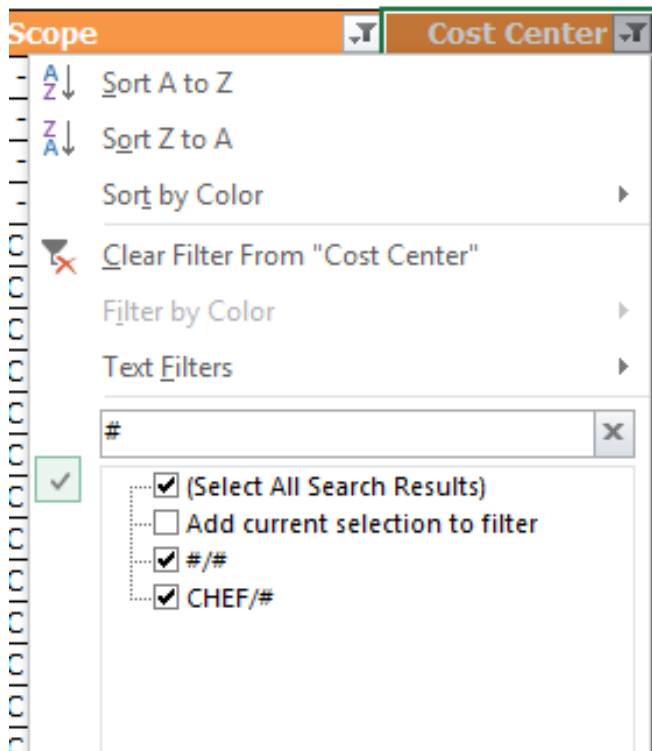 Scope Cost Center
- Sort A to Z
-
- Sort Z to A
- Sort by Color
C Clear Filter From "Cost Center"
C
C Filter by Color
C Text Filters
C
#
C
C (Select All Search Results)
C Add current selection to filter
C #/#
C CHEF/#
C
C
C